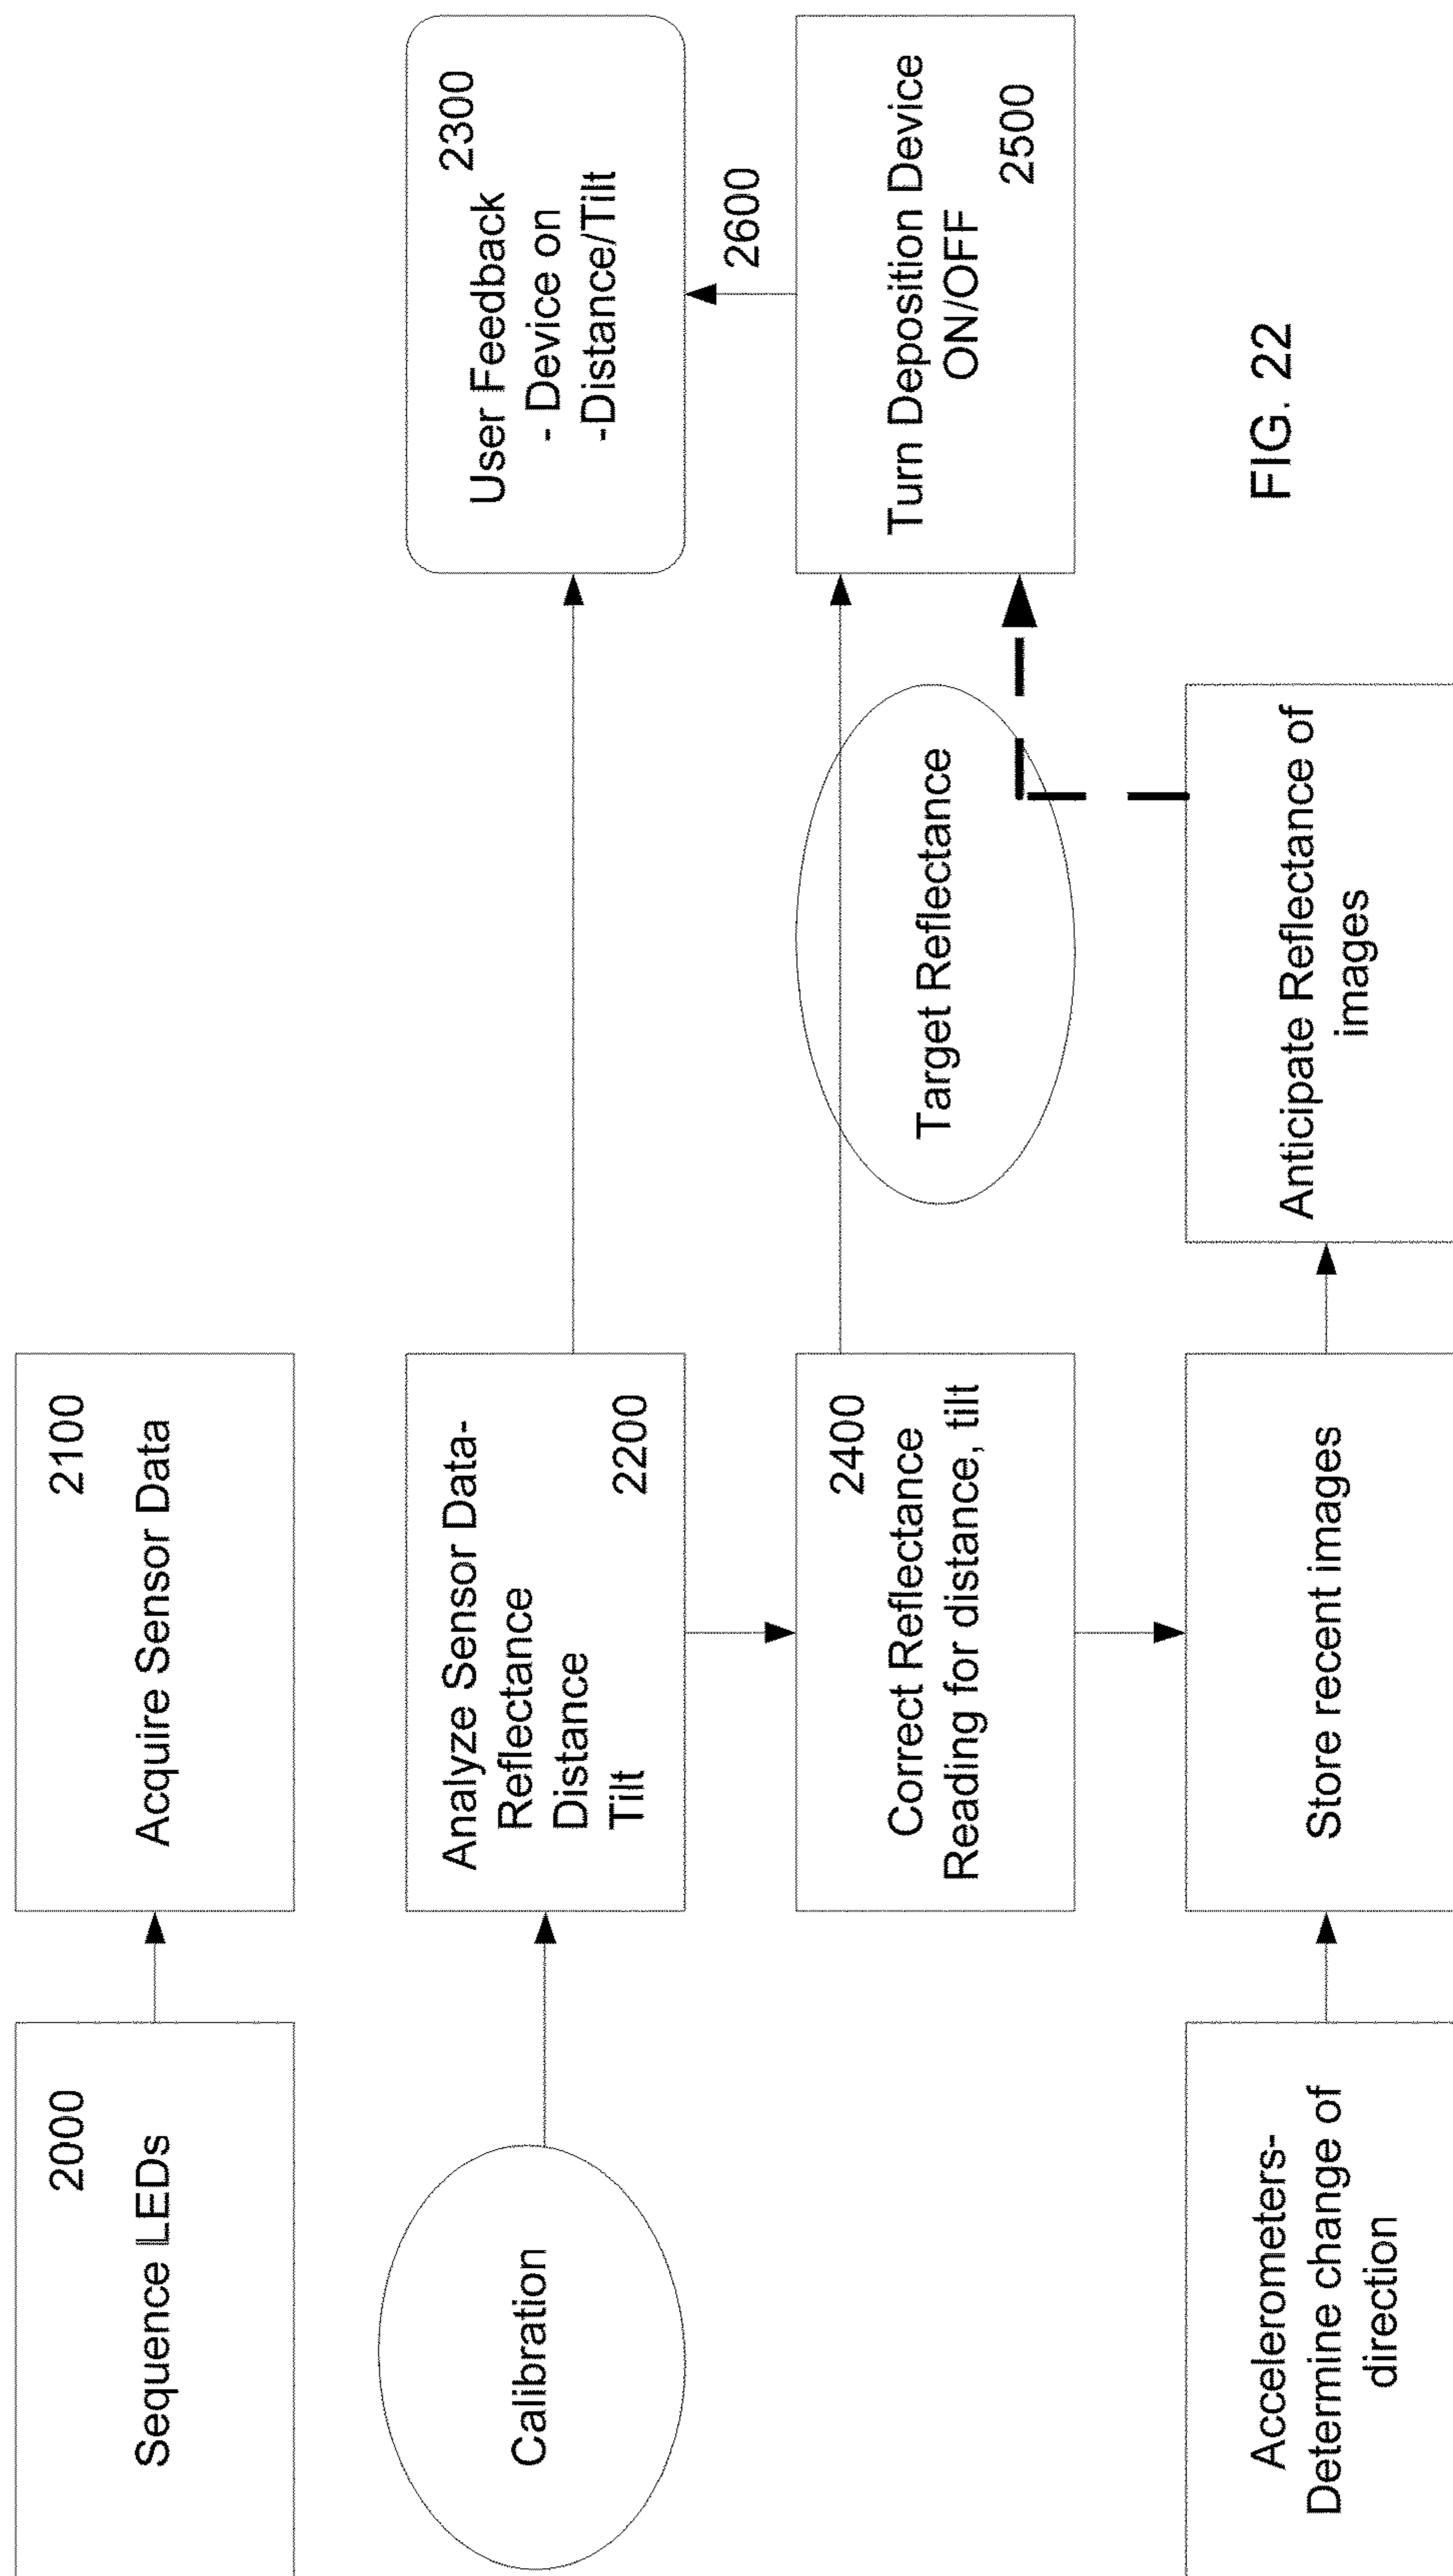 2000
Sequence LEDs
2100
Acquire Sensor Data
Calibration
Analyze Sensor Data-
Reflectance
Distance
Tilt
2200
User Feedback
2300
- Device on
-Distance/Tilt
2600
2400
Correct Reflectance
Reading for distance, tilt
Target Reflectance
Turn Deposition Device
ON/OFF
2500
Accelerometers-
Determine change of
direction
Store recent images
Anticipate Reflectance of
images
FIG. 22